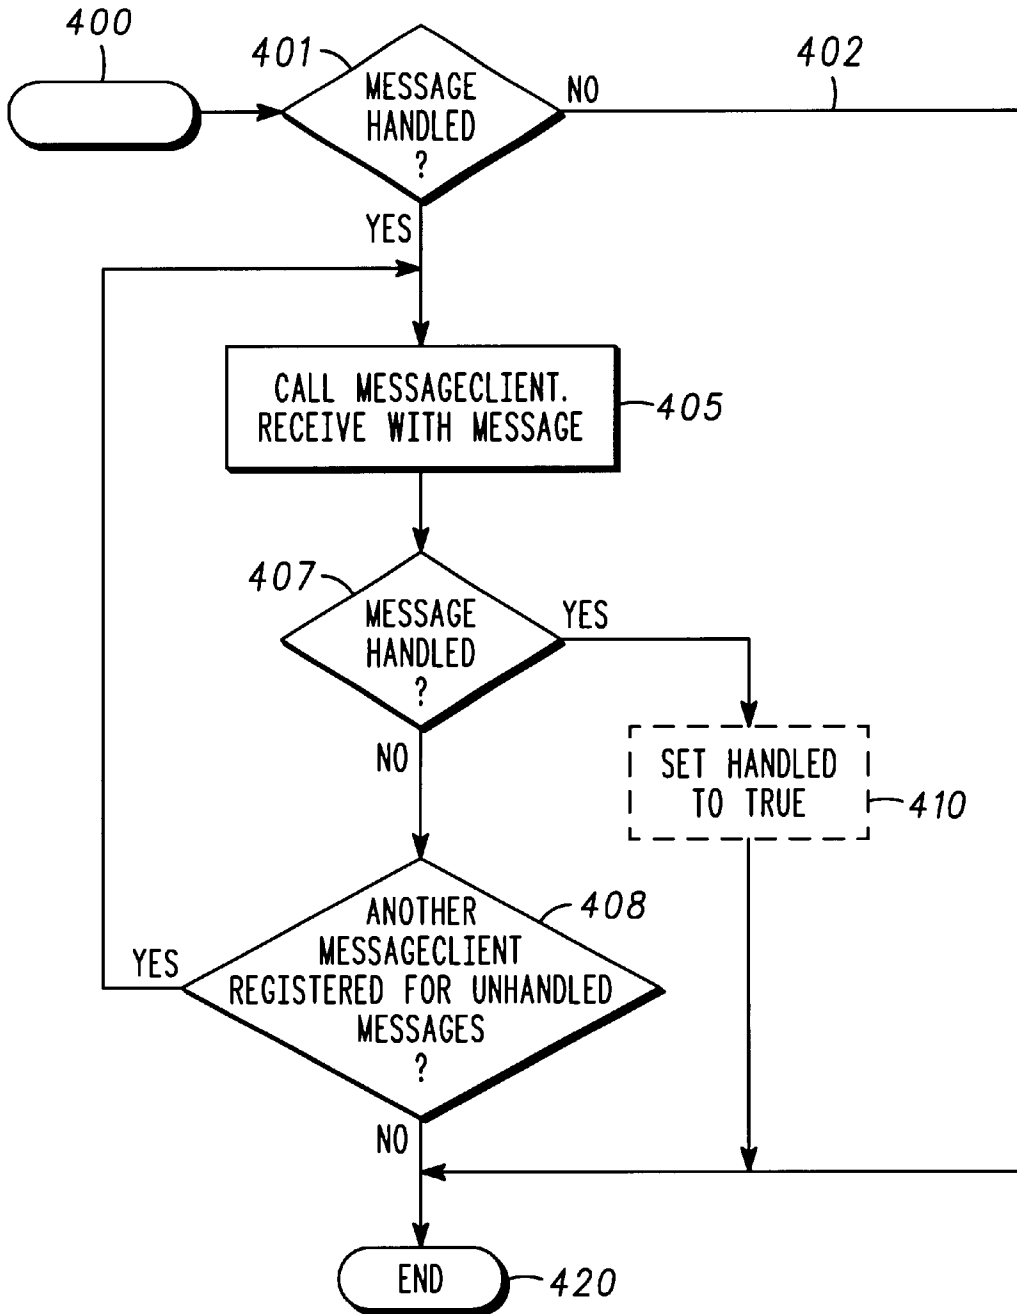 400
401
402
MESSAGE
HANDLED
?
NO
YES
CALL MESSAGECLIENT.
RECEIVE WITH MESSAGE
405
407
MESSAGE
HANDLED
?
YES
NO
SET HANDLED
TO TRUE
410
408
ANOTHER
MESSAGECLIENT
REGISTERED FOR UNHANDLED
MESSAGES
?
YES
NO
END
420